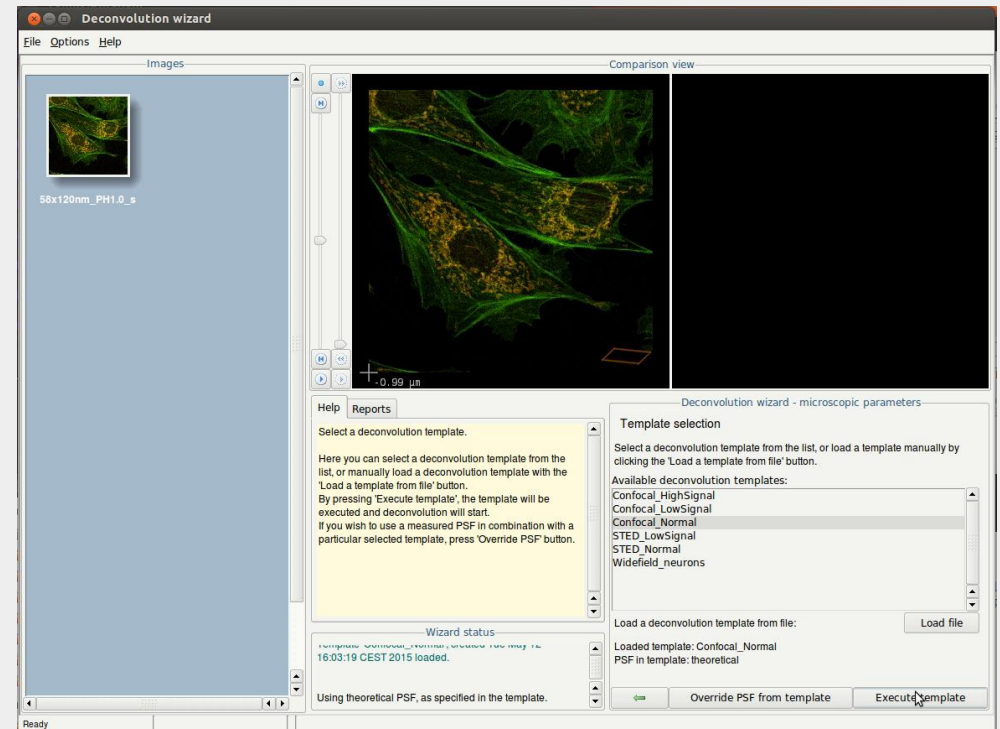 Deconvolution wizard
File Options Help
Images
58x120nm_PH1.0_s
Comparison view
-0.99 µm
Help Reports
Select a deconvolution template.
Here you can select a deconvolution template from the
list, or manually load a deconvolution template with the
'Load a template from file' button.
By pressing 'Execute template', the template will be
executed and deconvolution will start.
If you wish to use a measured PSF in combination with a
particular selected template, press 'Override PSF' button.
Wizard status
Template 'Confocal_Normal', created Tue May 12
16:03:19 CEST 2015 loaded.
Using theoretical PSF, as specified in the template.
Deconvolution wizard - microscopic parameters
Template selection
Select a deconvolution template from the list, or load a template manually by
clicking the 'Load a template from file' button.
Available deconvolution templates:
Confocal_HighSignal
Confocal_LowSignal
Confocal_Normal
STED_LowSignal
STED_Normal
Widefield_neurons
Load a deconvolution template from file:
Load file
Loaded template: Confocal_Normal
PSF in template: theoretical
Override PSF from template
Execute template
Ready